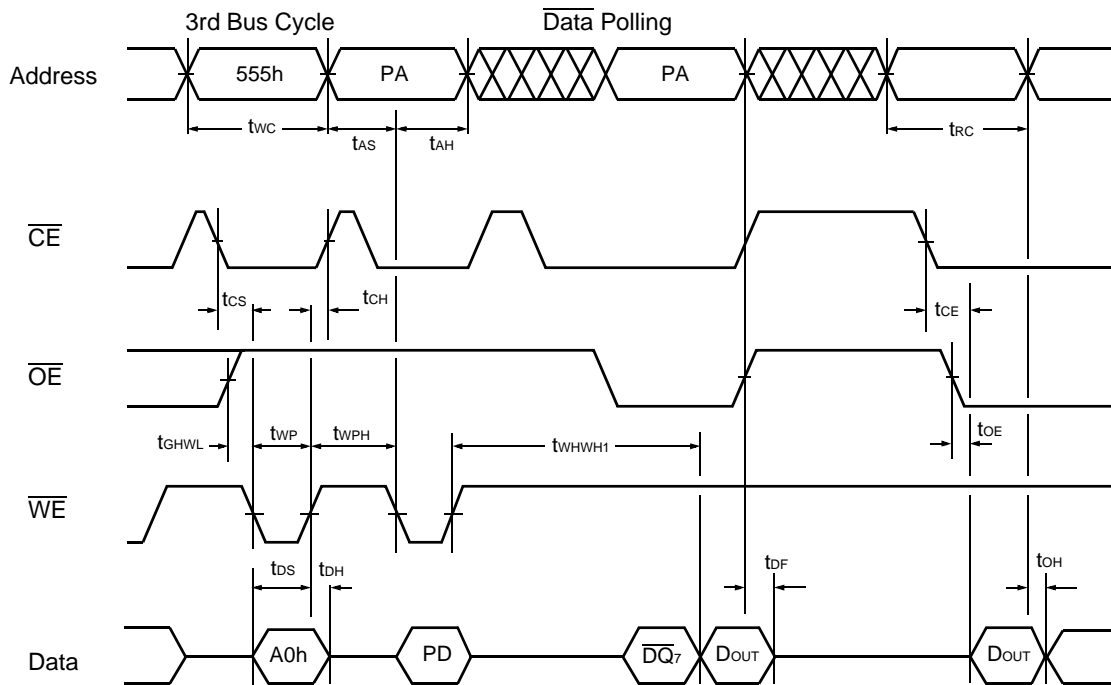 3rd Bus Cycle Data Polling
Address 555h PA PA
tWC tAS tAH tRC
CE
tCS tCH tCE
OE
tGHWL tWP tWPH tWHWH1 tOE
WE
tDS tDH tDF tOH
Data A0h PD DQ7 DOUT DOUT